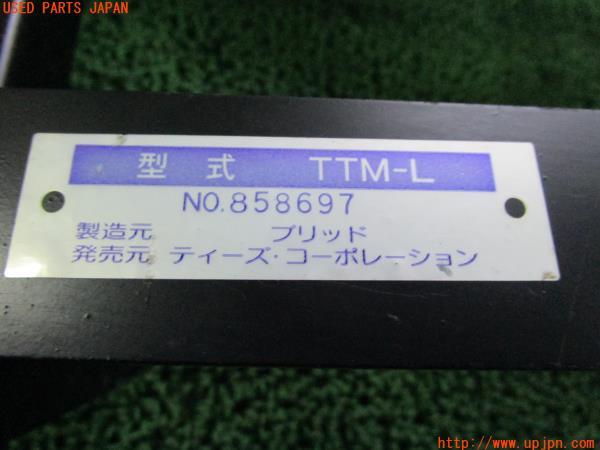 USED PARTS JAPAN
型式 TTM-L
NO.858697
製造元 ブリッド
発売元 ティーズ・コーポレーション
http://www.upjpn.com/